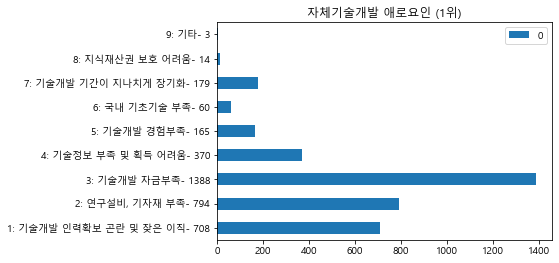 자체기술개발 애로요인 (1위)
0
9: 기타- 3
8: 지식재산권 보호 어려움- 14
7: 기술개발 기간이 지나치게 장기화- 179
6: 국내 기초기술 부족- 60
5: 기술개발 경험부족- 165
4: 기술정보 부족 및 획득 어려움- 370
3: 기술개발 자금부족- 1388
2: 연구설비, 기자재 부족- 794
1: 기술개발 인력확보 곤란 및 잦은 이직- 708
0 200 400 600 800 1000 1200 1400